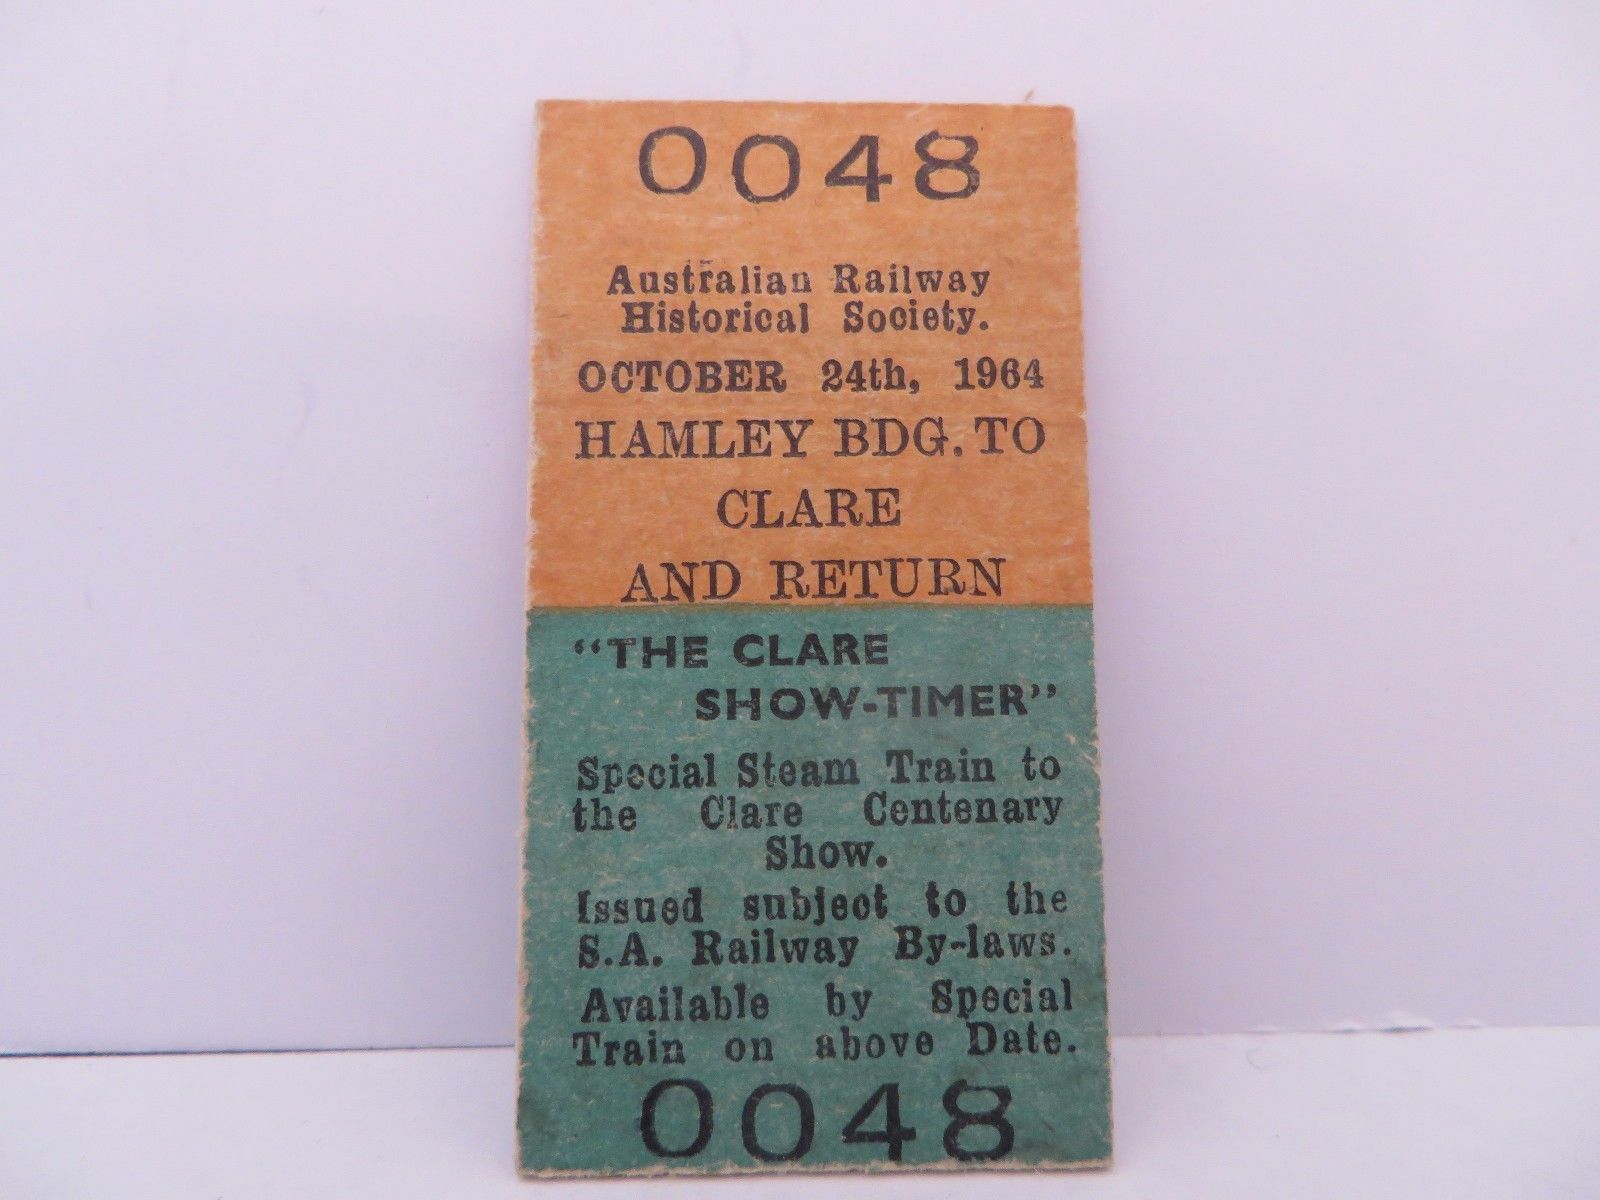 0048
Australian Railway
Historical Society.
OCTOBER 24th, 1964
HAMLEY BDG. TO
CLARE
AND RETURN
"THE CLARE
SHOW-TIMER"
Special Steam Train to
the Clare Centenary
Show.
Issued subject to the
S.A. Railway By-laws.
Available by Special
Train on above Date.
0048